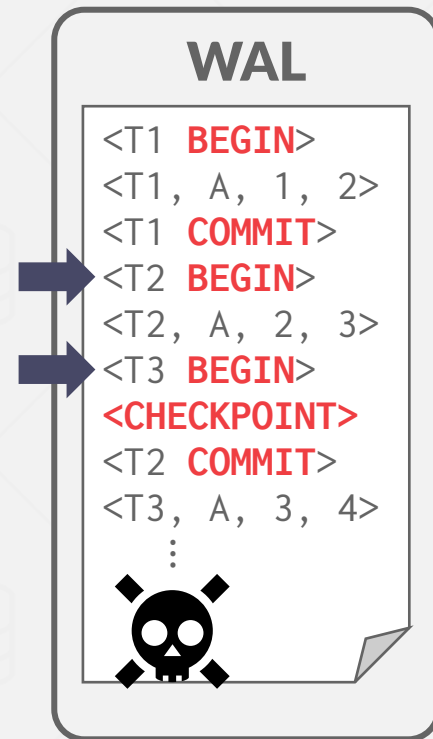 WAL
<T1 BEGIN>
<T1, A, 1, 2>
<T1 COMMIT>
<T2 BEGIN>
<T2, A, 2, 3>
<T3 BEGIN>
<CHECKPOINT>
<T2 COMMIT>
<T3, A, 3, 4>
⋮